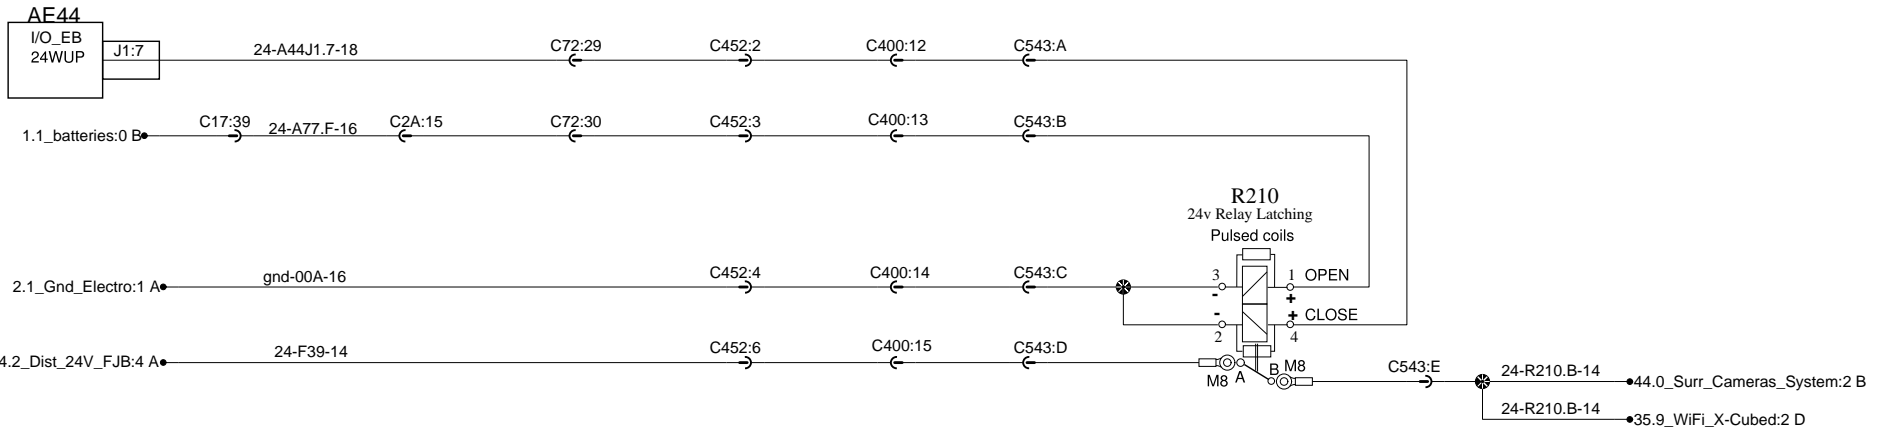 AE44
I/O_EB
24WUP
J1:7
24-A44J1.7-18
C72:29
C452:2
C400:12
C543:A
1.1_batteries:0 B
C17:39
24-A77.F-16
C2A:15
C72:30
C452:3
C400:13
C543:B
R210
24v Relay Latching
Pulsed coils
2.1_Gnd_Electro:1 A
gnd-00A-16
C452:4
C400:14
C543:C
3
1
OPEN
-
+
-
+
CLOSE
2
4
4.2_Dist_24V_FJB:4 A
24-F39-14
C452:6
C400:15
C543:D
M8
A
B
M8
C543:E
24-R210.B-14
44.0_Surr_Cameras_System:2 B
24-R210.B-14
35.9_WiFi_X-Cubed:2 D